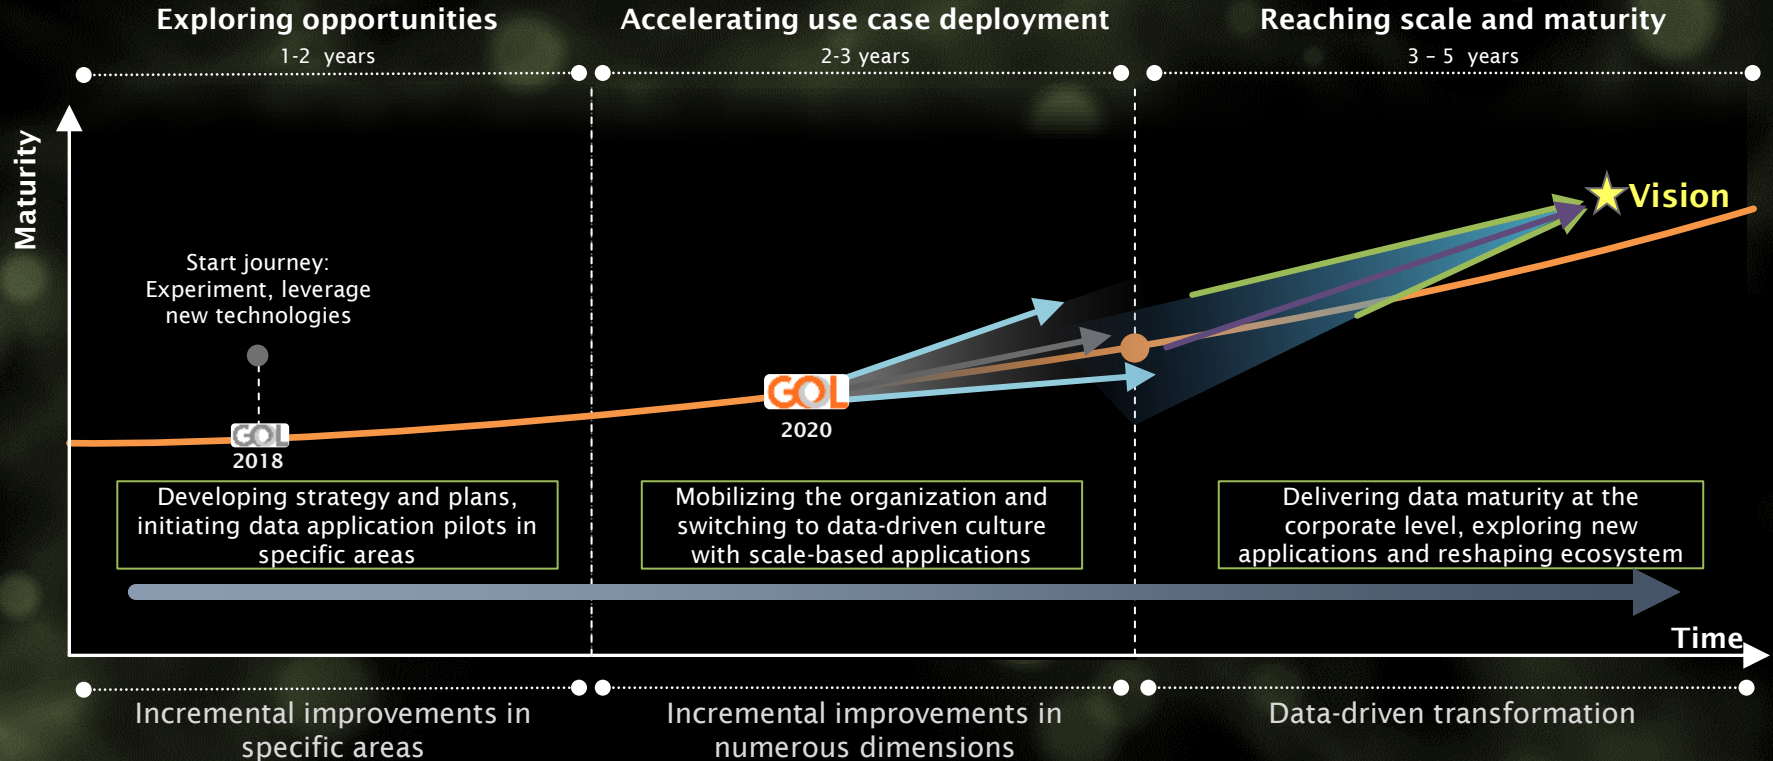 Exploring opportunities
1-2 years
Accelerating use case deployment
2-3 years
Reaching scale and maturity
3 – 5 years
Maturity
Vision
Start journey:
Experiment, leverage
new technologies
GOL
2018
GOL
2020
Developing strategy and plans,
initiating data application pilots in
specific areas
Mobilizing the organization and
switching to data-driven culture
with scale-based applications
Delivering data maturity at the
corporate level, exploring new
applications and reshaping ecosystem
Time
Incremental improvements in
specific areas
Incremental improvements in
numerous dimensions
Data-driven transformation